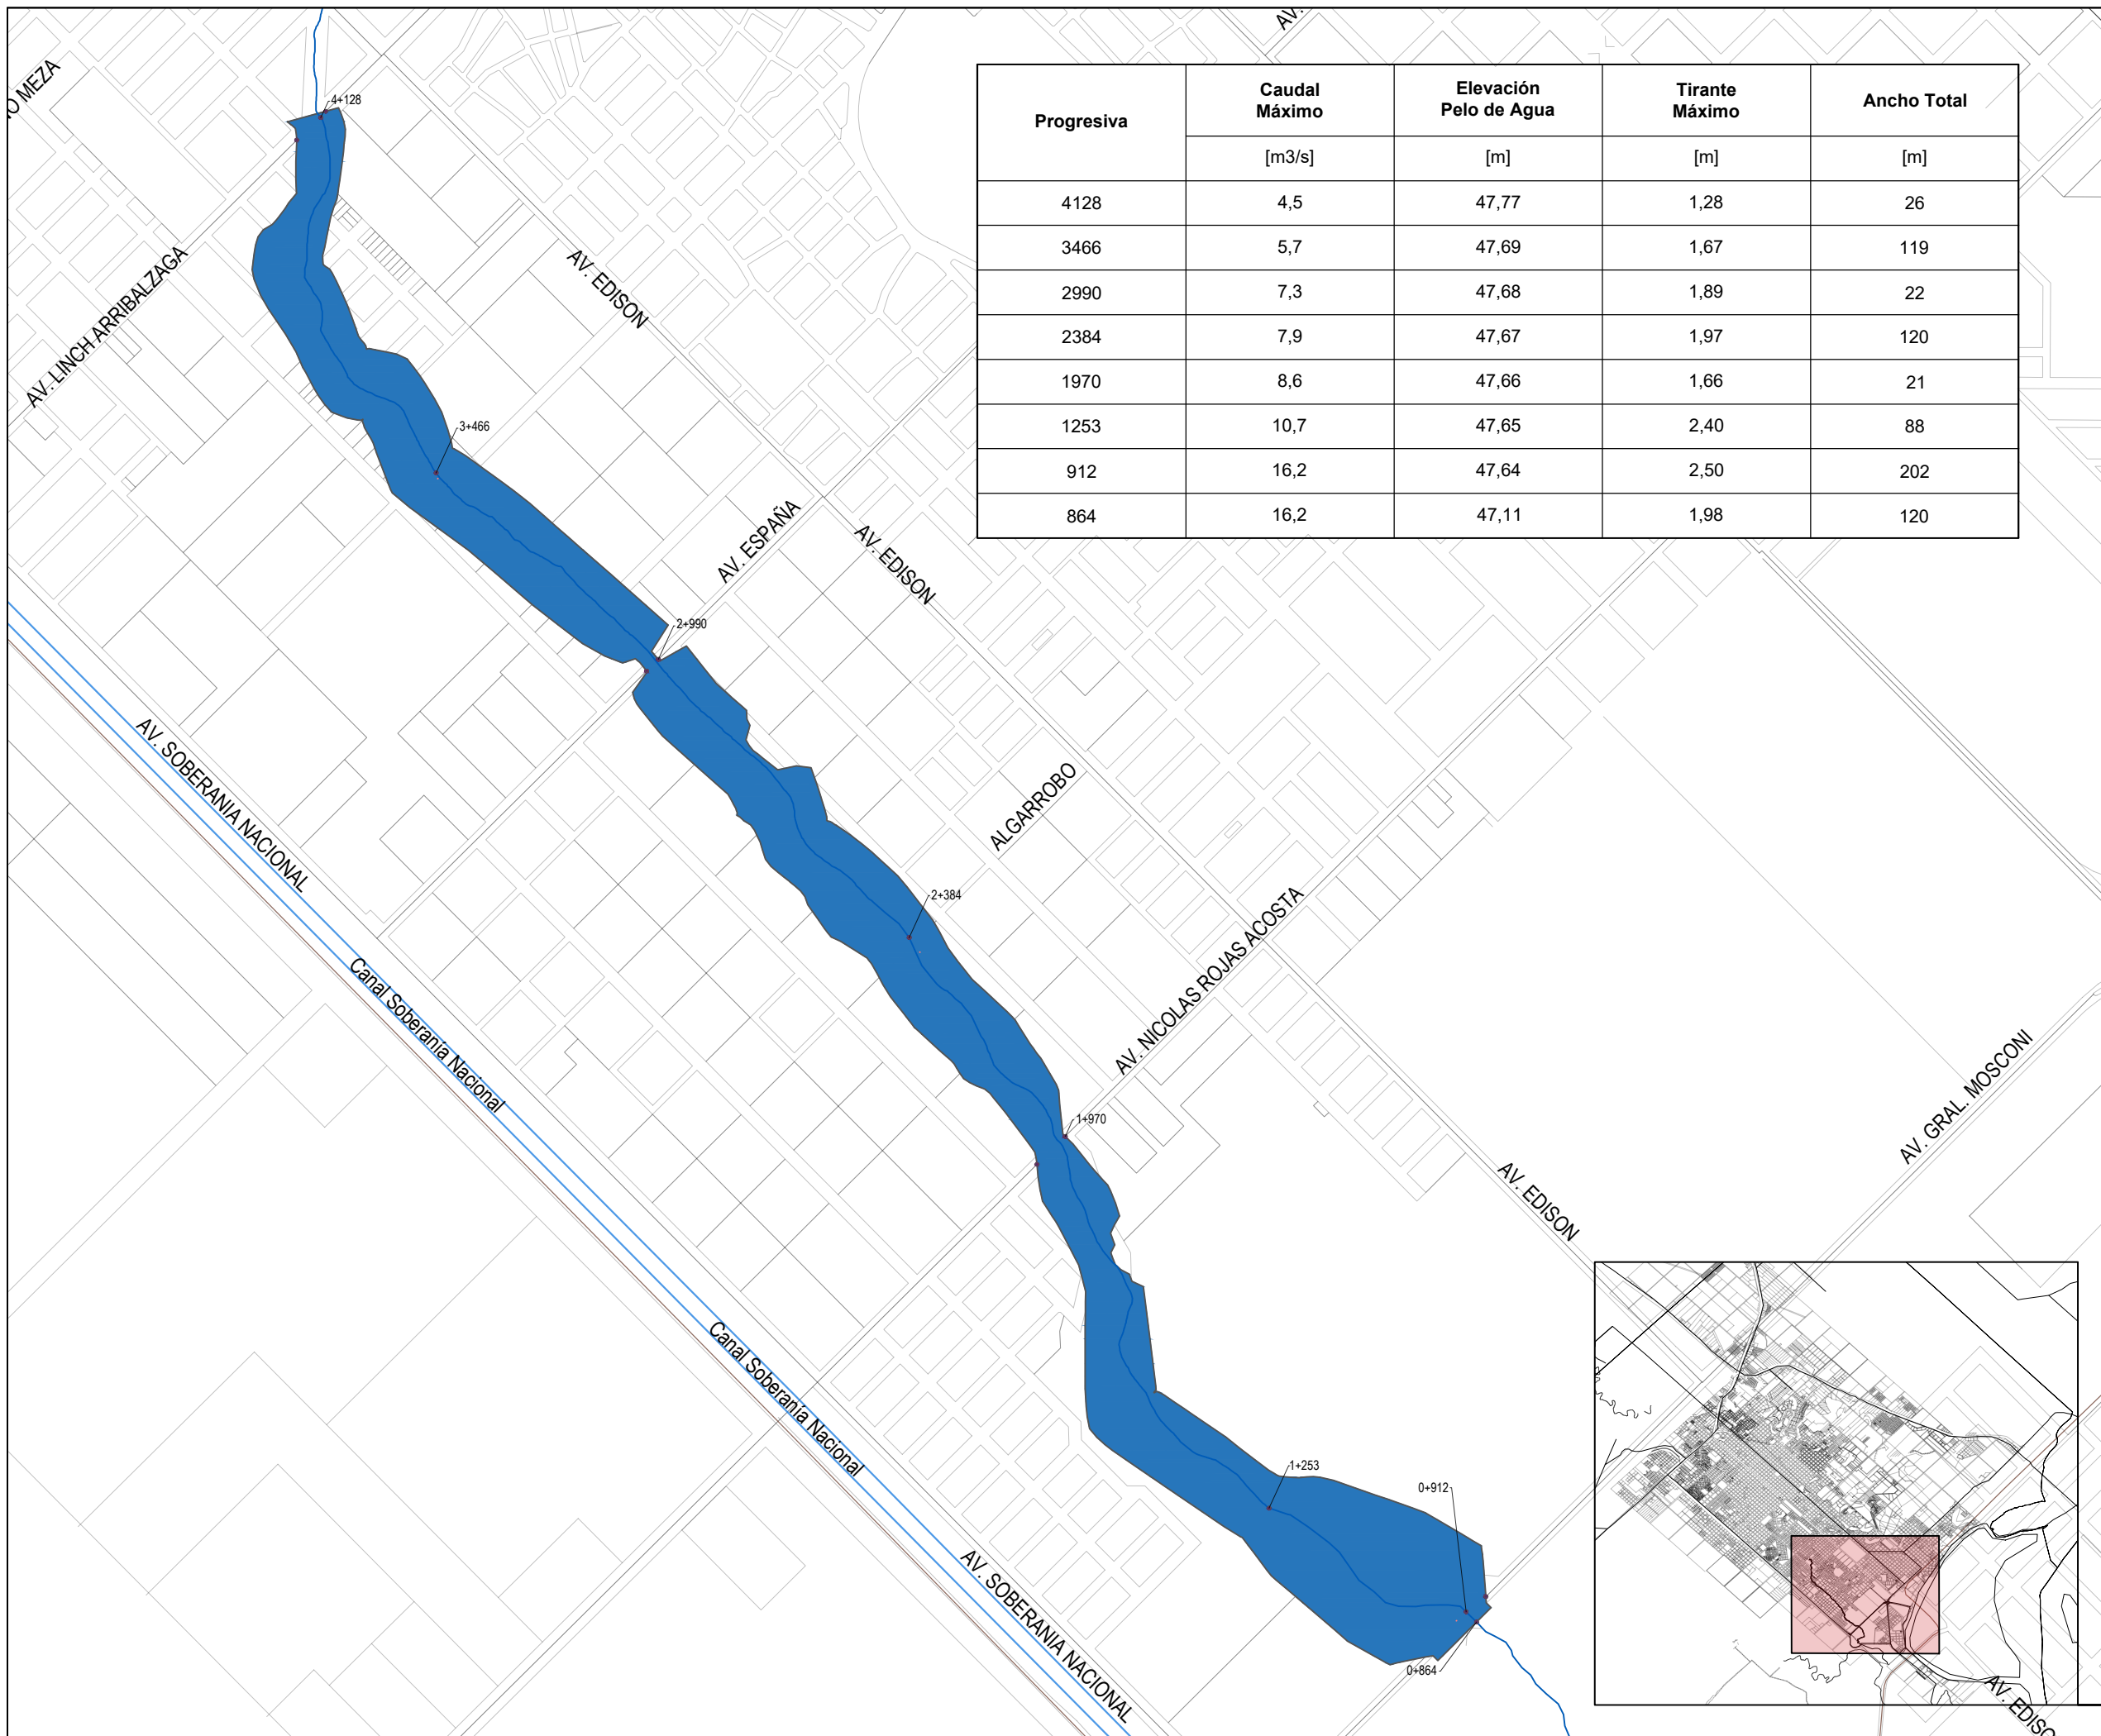 Progresiva
Caudal
Máximo
Elevación
Pelo de Agua
Tirante
Máximo
Ancho Total
[m3/s] [m] [m] [m]
4128 4,5 47,77 1,28 26
3466 5,7 47,69 1,67 119
2990 7,3 47,68 1,89 22
2384 7,9 47,67 1,97 120
1970 8,6 47,66 1,66 21
1253 10,7 47,65 2,40 88
912 16,2 47,64 2,50 202
864 16,2 47,11 1,98 120
AV.
MEZA
4+128
AV. LINCH ARRIBALZAGA
AV. EDISON
3+466
AV. ESPAÑA
AV. EDISON
2+990
AV. SOBERANIA NACIONAL
ALGARROBO
2+384
AV. NICOLAS ROJAS ACOSTA
Canal Soberanía Nacional
1+970
AV. GRAL. MOSCONI
AV. EDISON
Canal Soberanía Nacional
1+253
0+912
AV. SOBERANIA NACIONAL
0+864
AV. EDISO